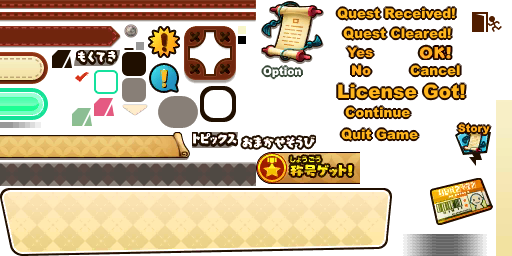 Quest Received!
Quest Cleared!
Yes
OK!
No
Cancel
License Got!
Continue
Quit Game
Option
Story
もくてき
トピックス
おまかせそうび
しょうごう
称号ゲット!